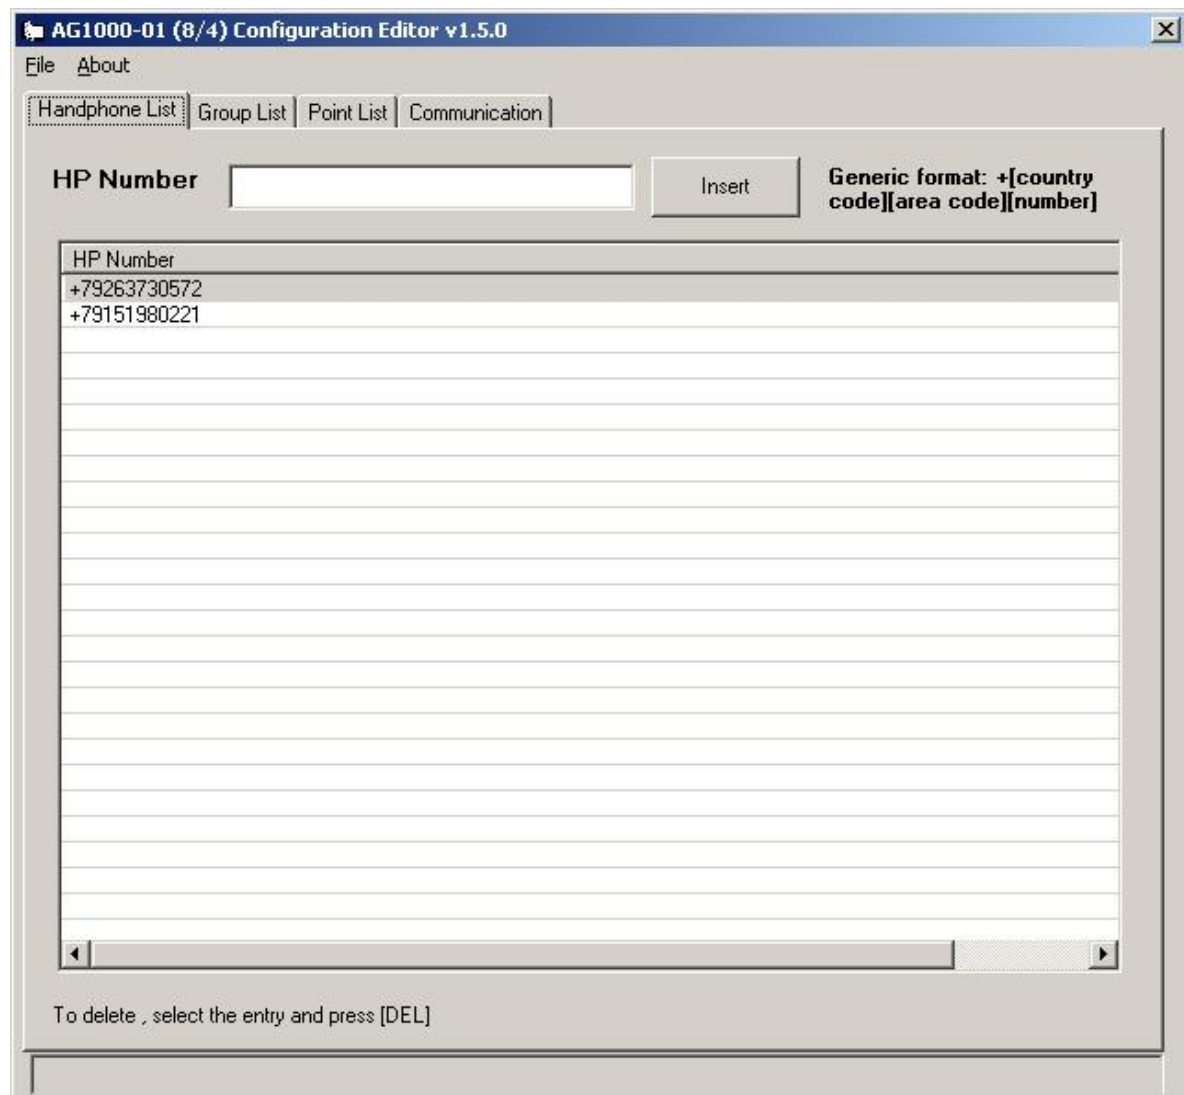 AG1000-01 (8/4) Configuration Editor v1.5.0
File About
Handphone List Group List Point List Communication
HP Number Insert Generic format: +[country
code][area code][number]
HP Number
+79263730572
+79151980221
To delete , select the entry and press [DEL]